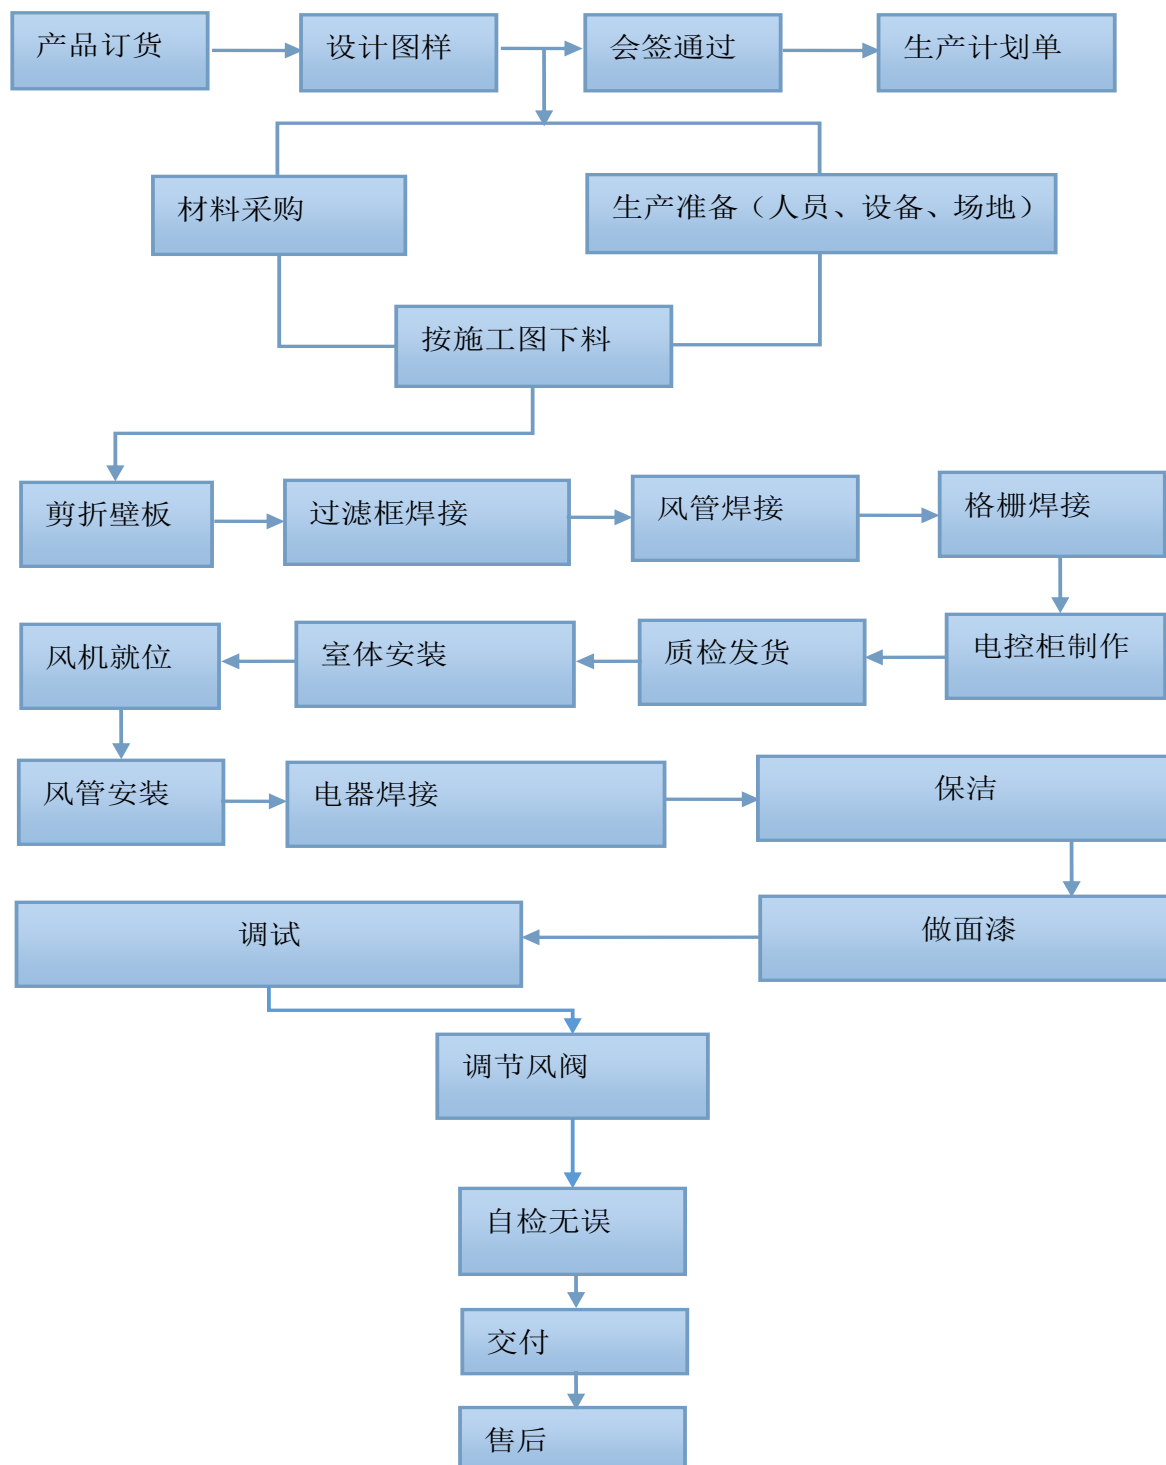 产品订货
设计图样
会签通过
生产计划单
材料采购
生产准备（人员、设备、场地）
按施工图下料
剪折壁板
过滤框焊接
风管焊接
格栅焊接
风机就位
室体安装
质检发货
电控柜制作
风管安装
电器焊接
保洁
调试
做面漆
调节风阀
自检无误
交付
售后